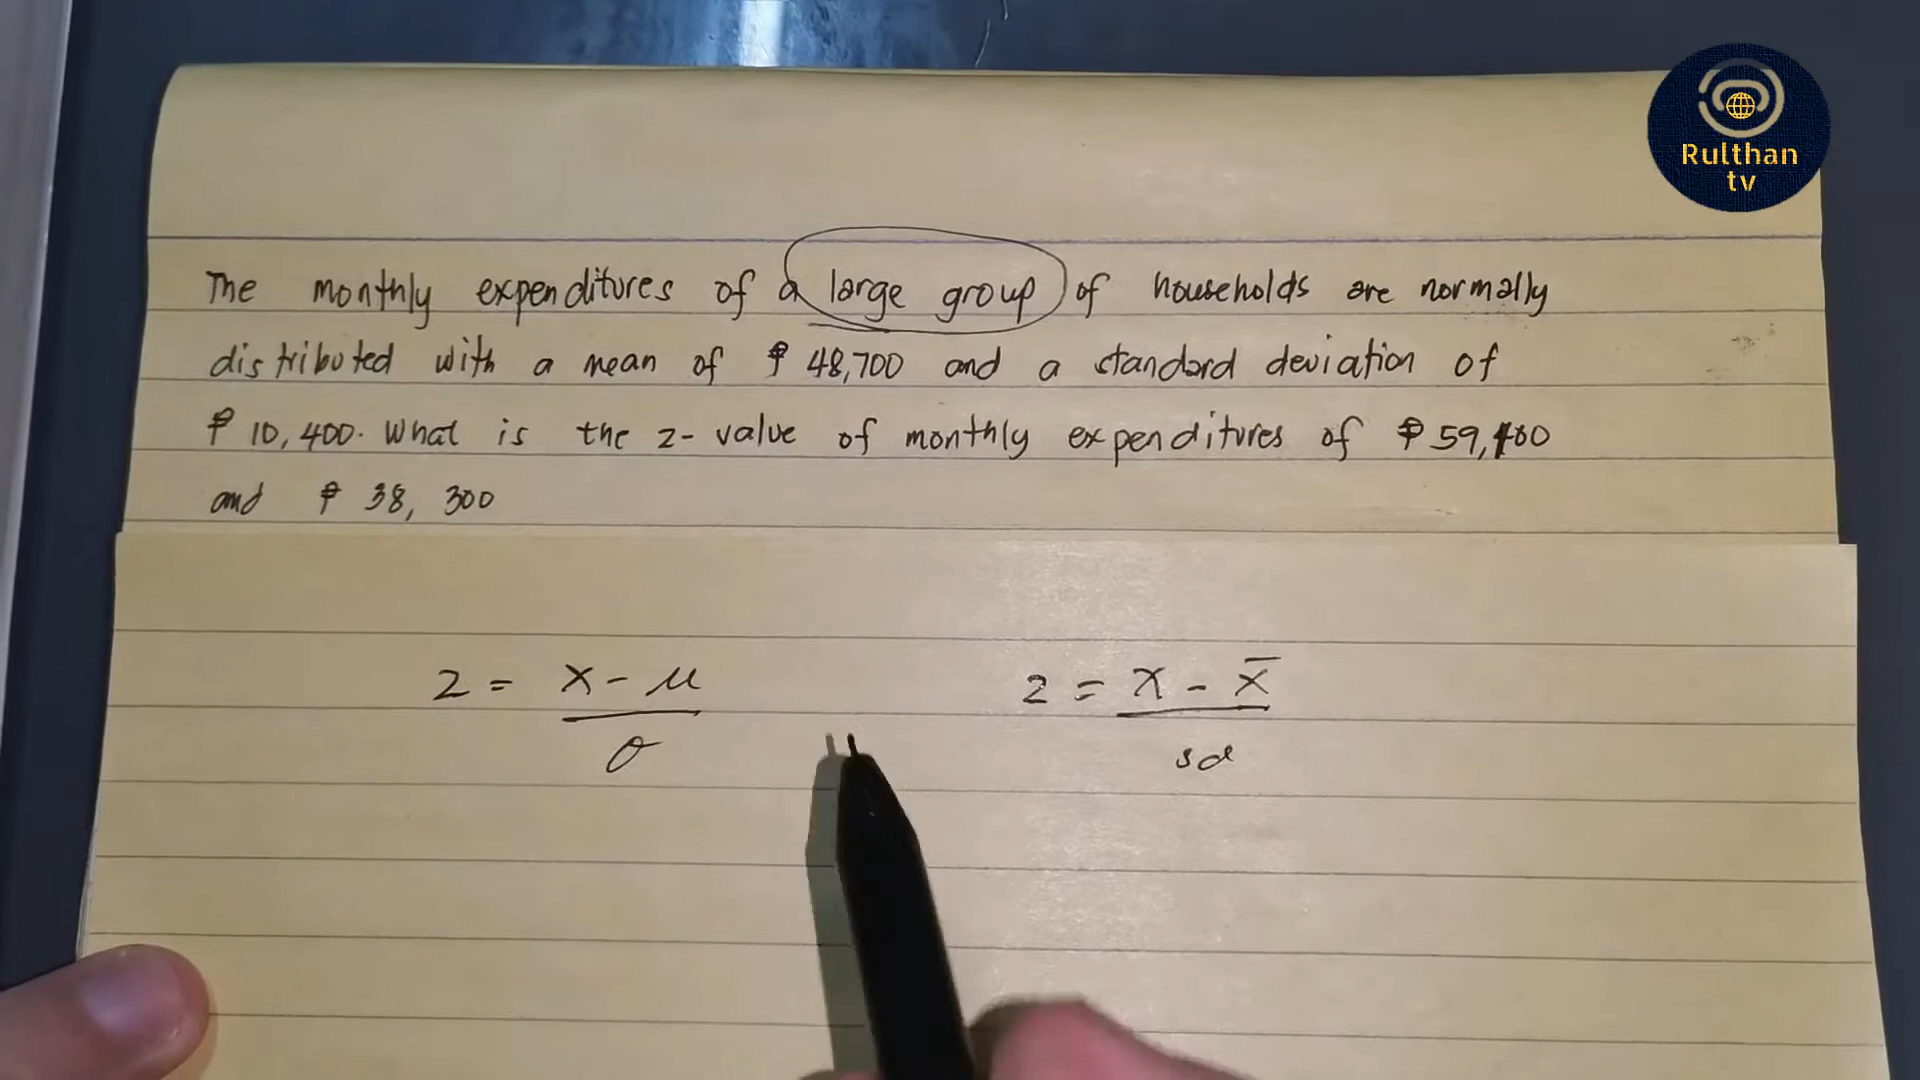 Rulthan
tv
The monthly expenditures of a large group of households are normally
distributed with a mean of ₱ 48,700 and a standard deviation of
₱ 10,400. What is the z-value of monthly expenditures of ₱ 59,100
and ₱ 38,300
z = x - μ / σ
z = x - x̄ / sd